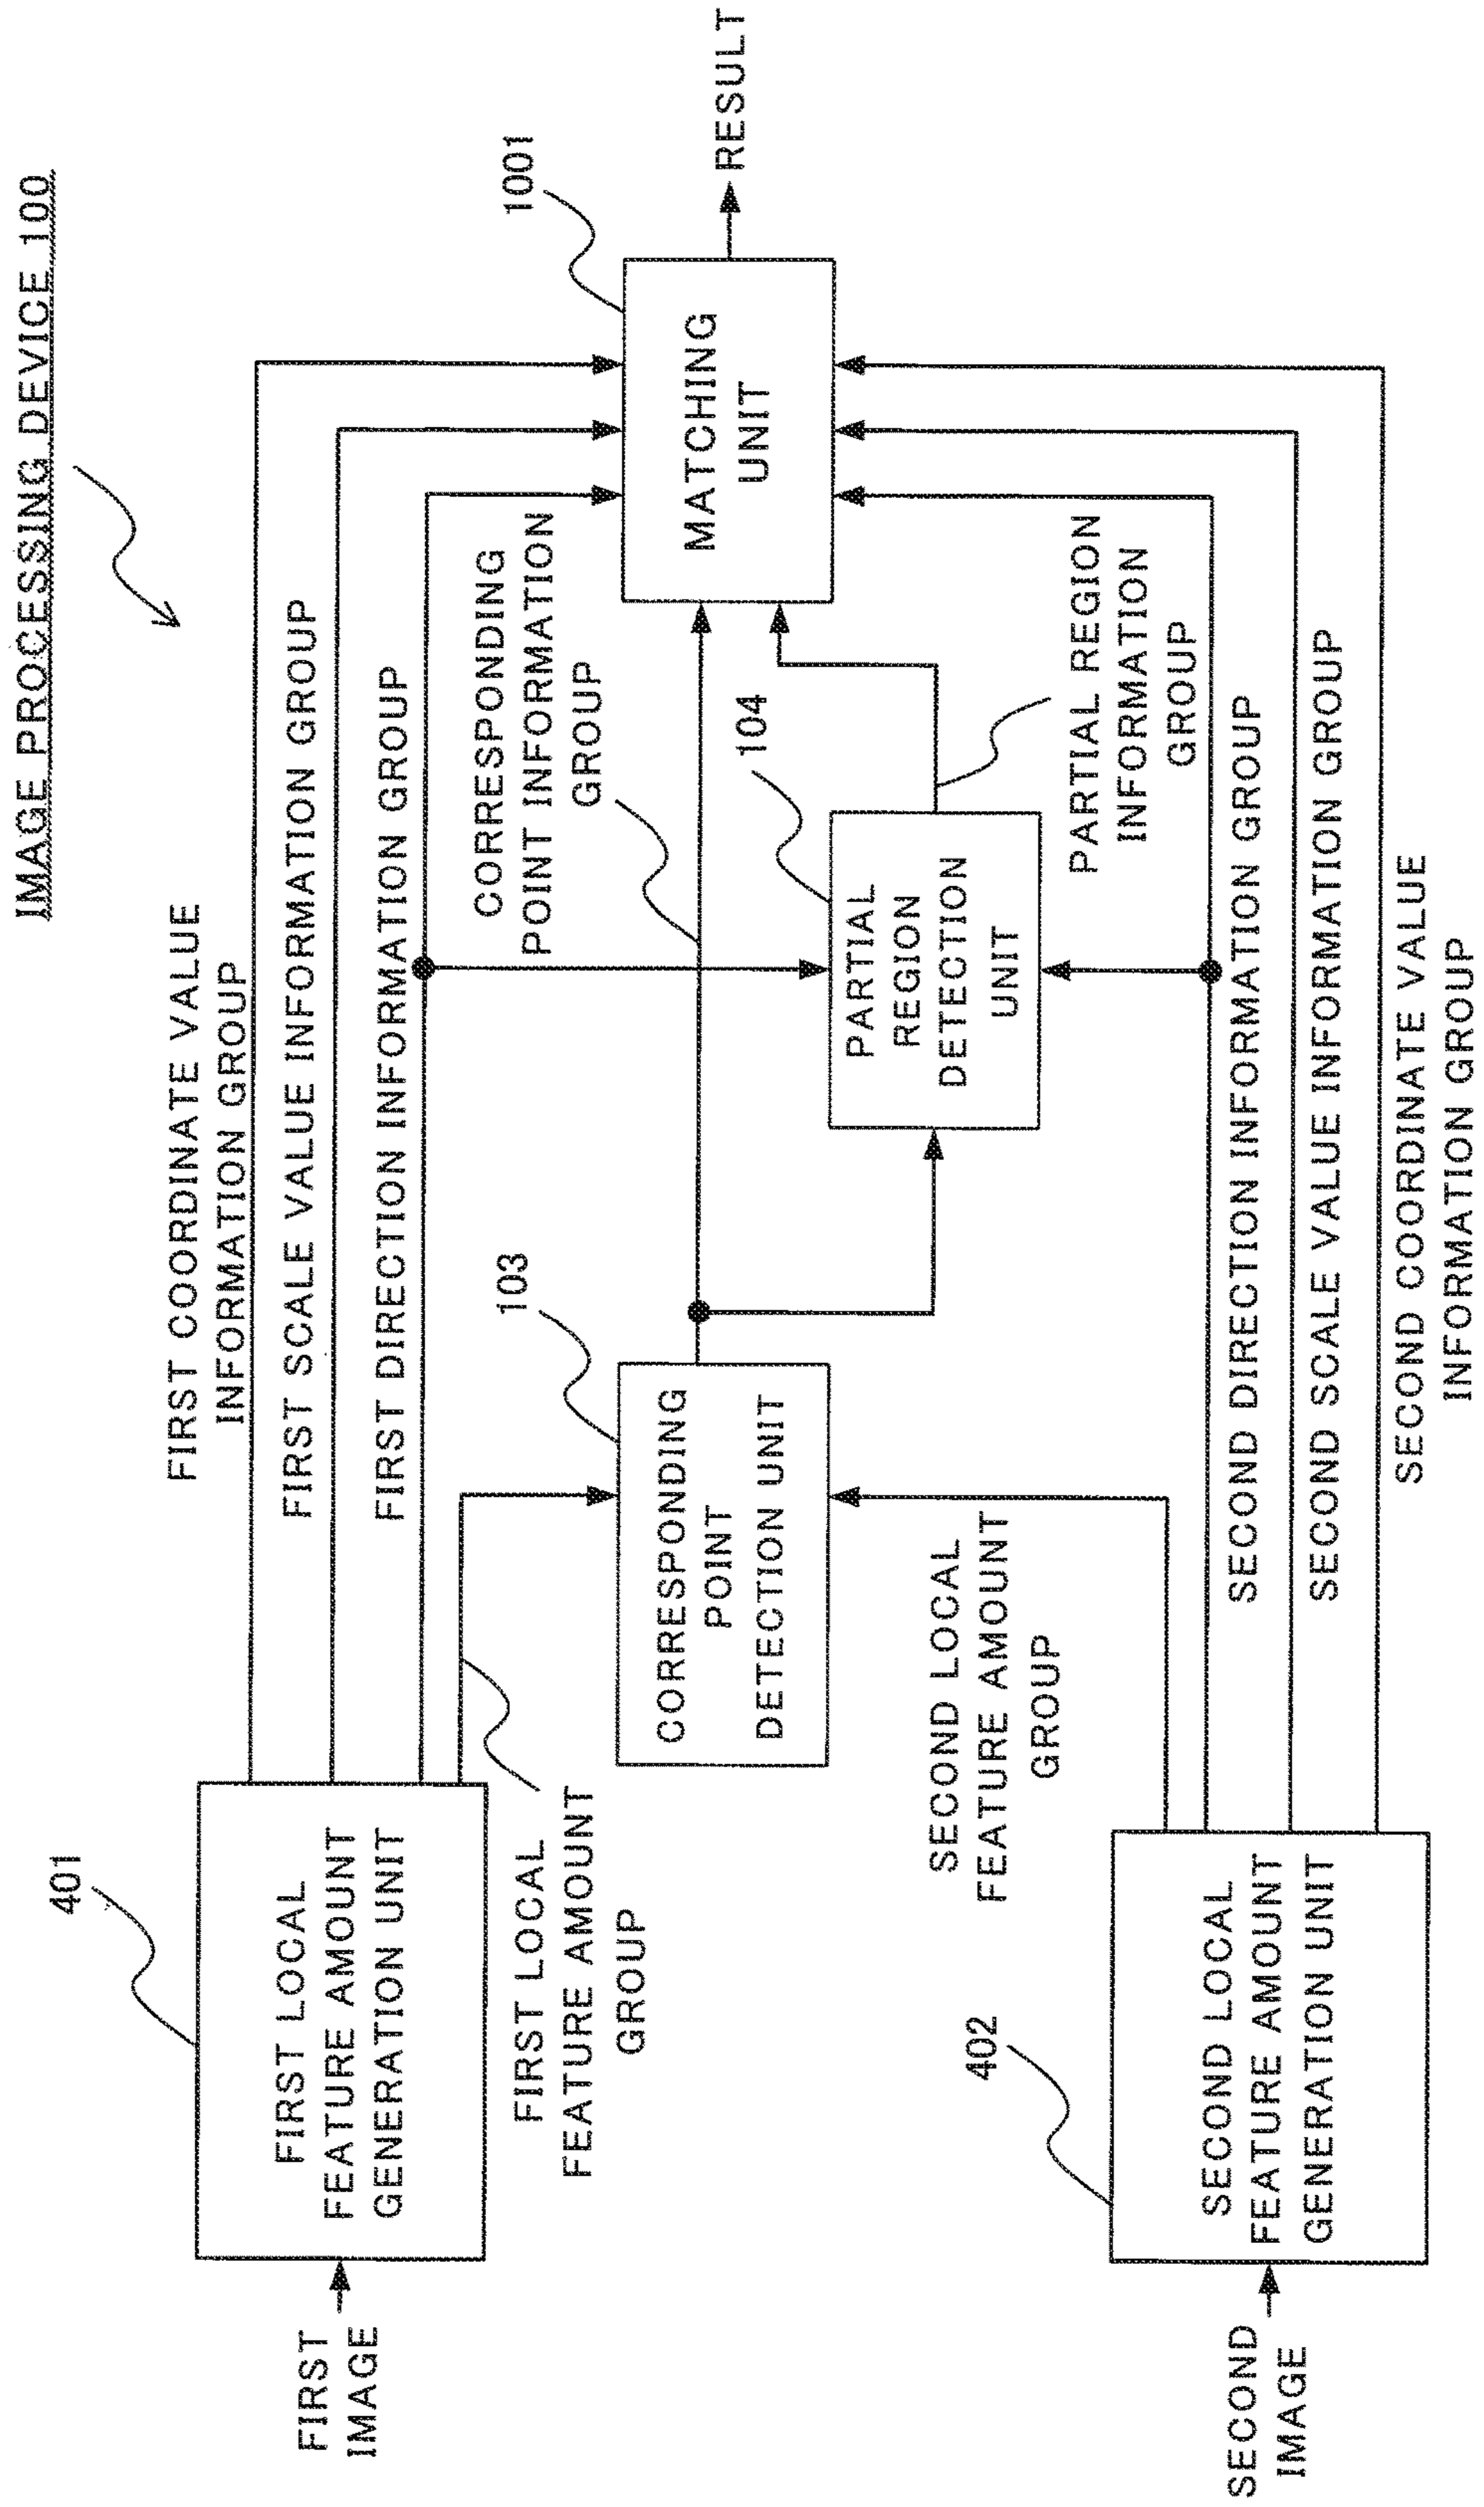 IMAGE PROCESSING DEVICE 100
FIRST COORDINATE VALUE
INFORMATION GROUP
FIRST SCALE VALUE INFORMATION GROUP
FIRST DIRECTION INFORMATION GROUP
401
FIRST LOCAL
FEATURE AMOUNT
GENERATION UNIT
FIRST
IMAGE
FIRST LOCAL
FEATURE AMOUNT
GROUP
103
CORRESPONDING
POINT
DETECTION UNIT
CORRESPONDING
POINT INFORMATION
GROUP
1001
MATCHING
UNIT
RESULT
104
PARTIAL
REGION
DETECTION
UNIT
PARTIAL REGION
INFORMATION
GROUP
SECOND LOCAL
FEATURE AMOUNT
GROUP
402
SECOND LOCAL
FEATURE AMOUNT
GENERATION UNIT
SECOND
IMAGE
SECOND DIRECTION INFORMATION GROUP
SECOND SCALE VALUE INFORMATION GROUP
SECOND COORDINATE VALUE
INFORMATION GROUP